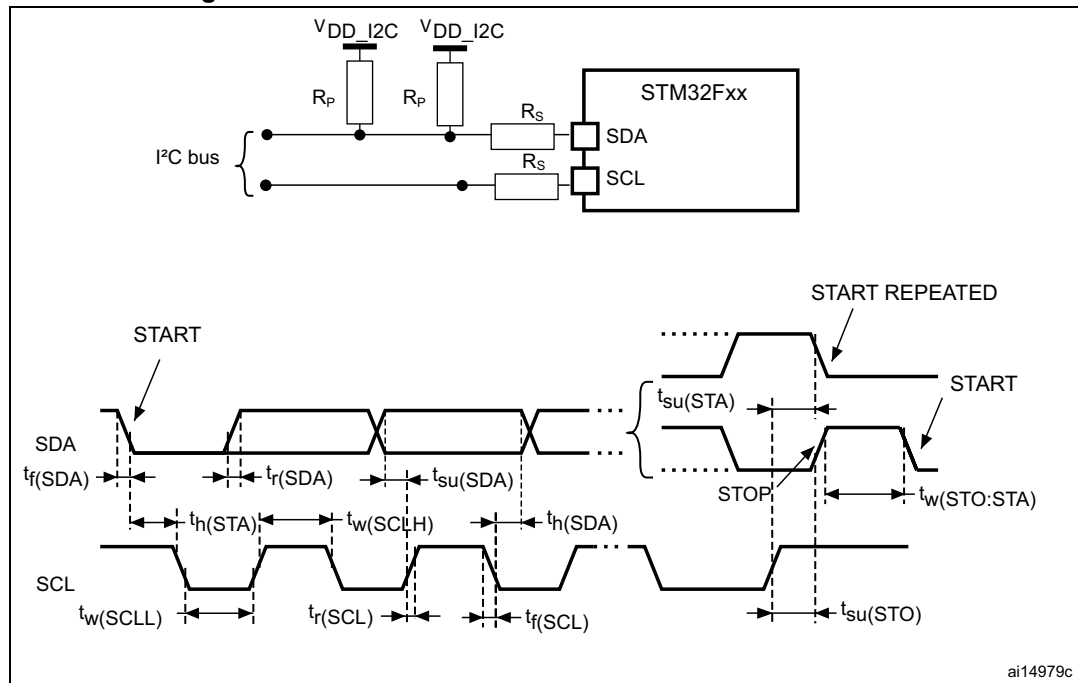 VDD_I2C VDD_I2C
STM32Fxx
RP RP
RS
SDA
I²C bus
RS
SCL
START REPEATED
START
START
tsu(STA)
SDA
tf(SDA) tr(SDA) tsu(SDA)
STOP
tw(STO:STA)
th(STA) tw(SCLH) th(SDA)
SCL
tw(SCLL) tr(SCL) tf(SCL) tsu(STO)
ai14979c